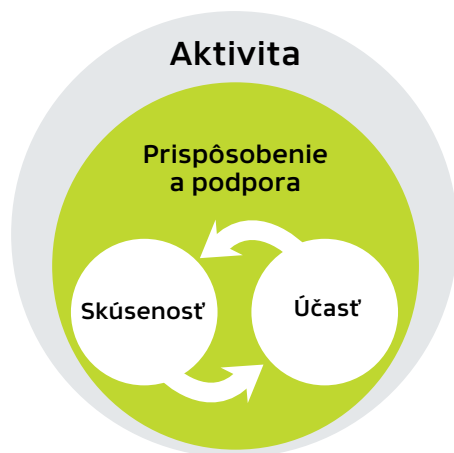 Aktivita
Prispôsobenie
a podpora
Skúsenosť
Účasť